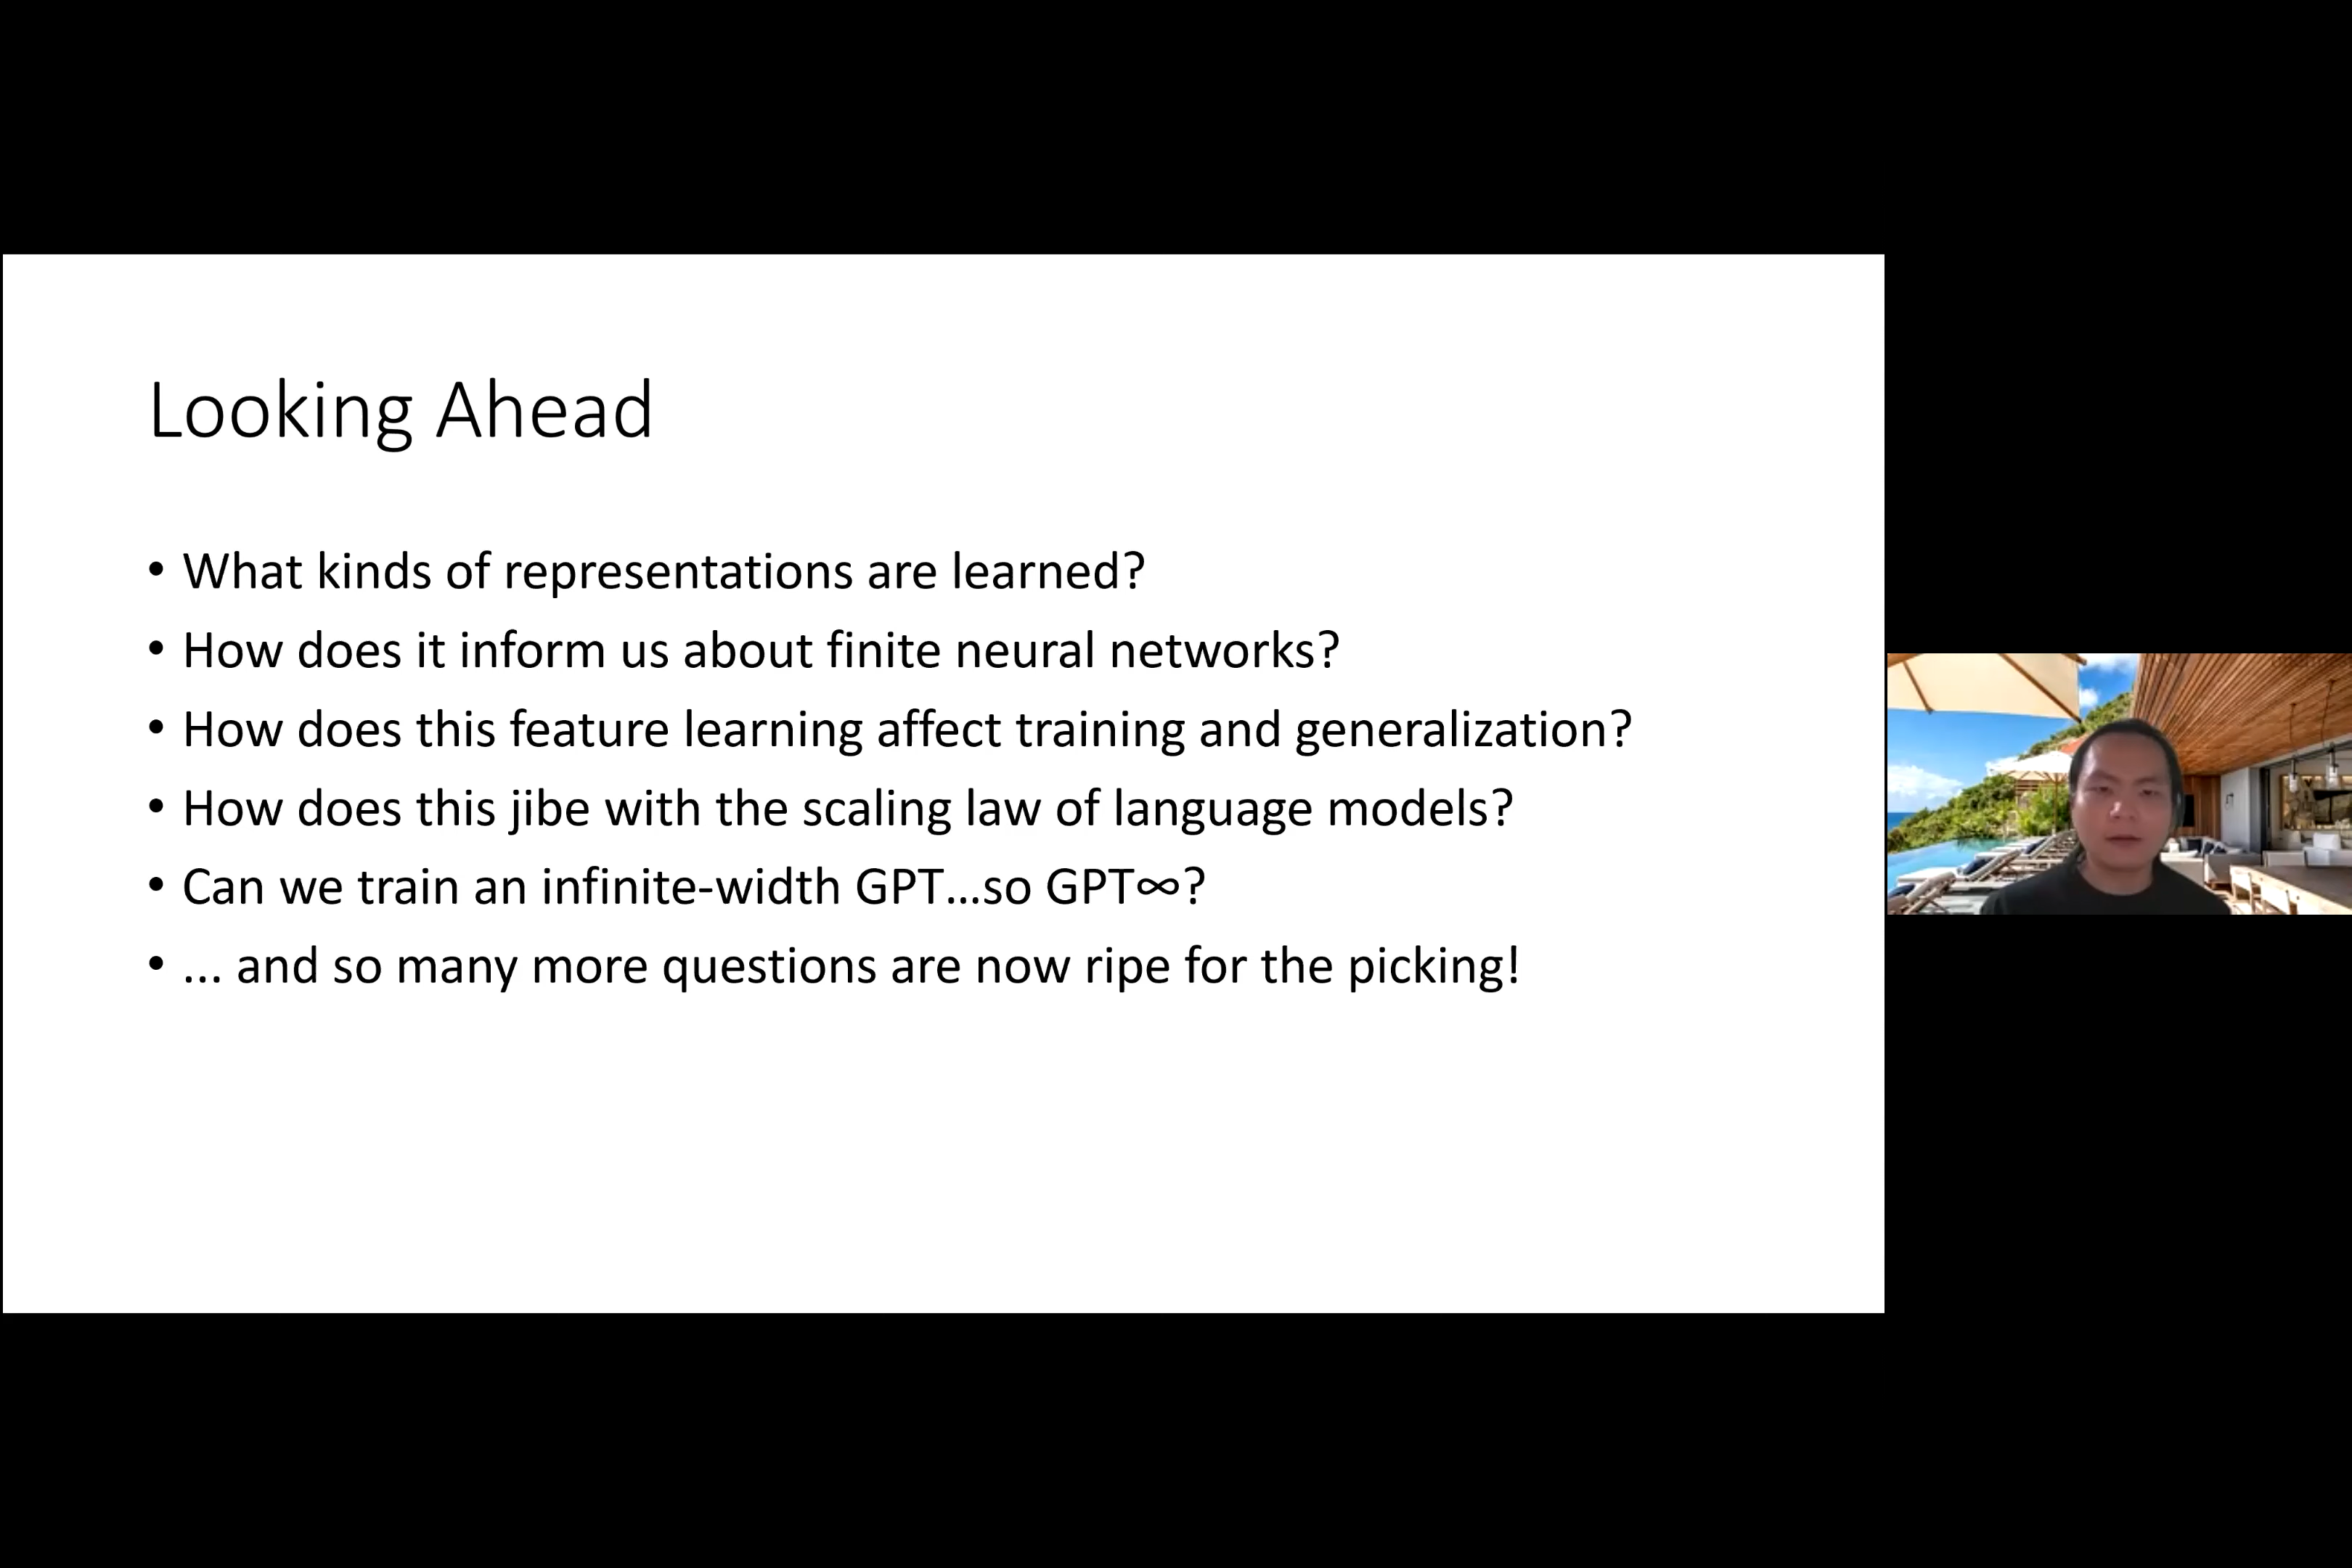 Looking Ahead
• What kinds of representations are learned?
• How does it inform us about finite neural networks?
• How does this feature learning affect training and generalization?
• How does this jibe with the scaling law of language models?
• Can we train an infinite-width GPT…so GPT∞?
• … and so many more questions are now ripe for the picking!